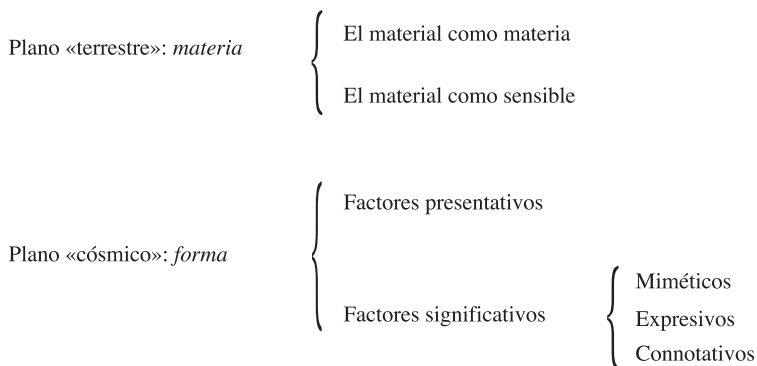 El material como materia
Plano «terrestre»: materia
El material como sensible
Factores presentativos
Plano «cósmico»: forma
Factores significativos
Miméticos
Expresivos
Connotativos